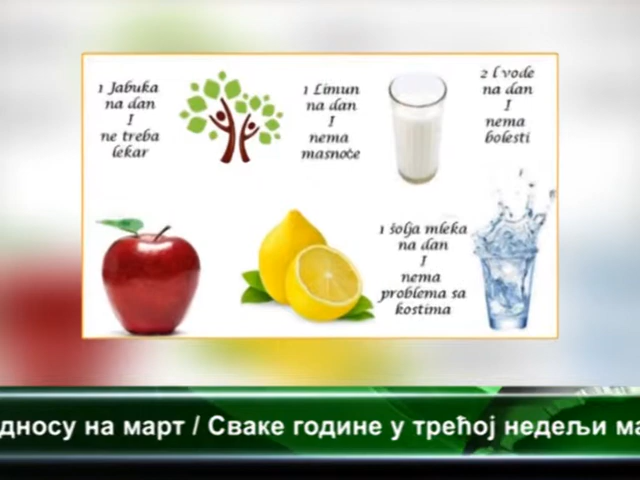 1 Jabuka
na dan
I
ne treba
lekar
1 Limun
na dan
I
nema
masnoće
2 l vode
na dan
I
nema
bolesti
1 šolja mleka
na dan
I
nema
problema sa
kostima
односу на март / Сваке године у трећој недељи ма